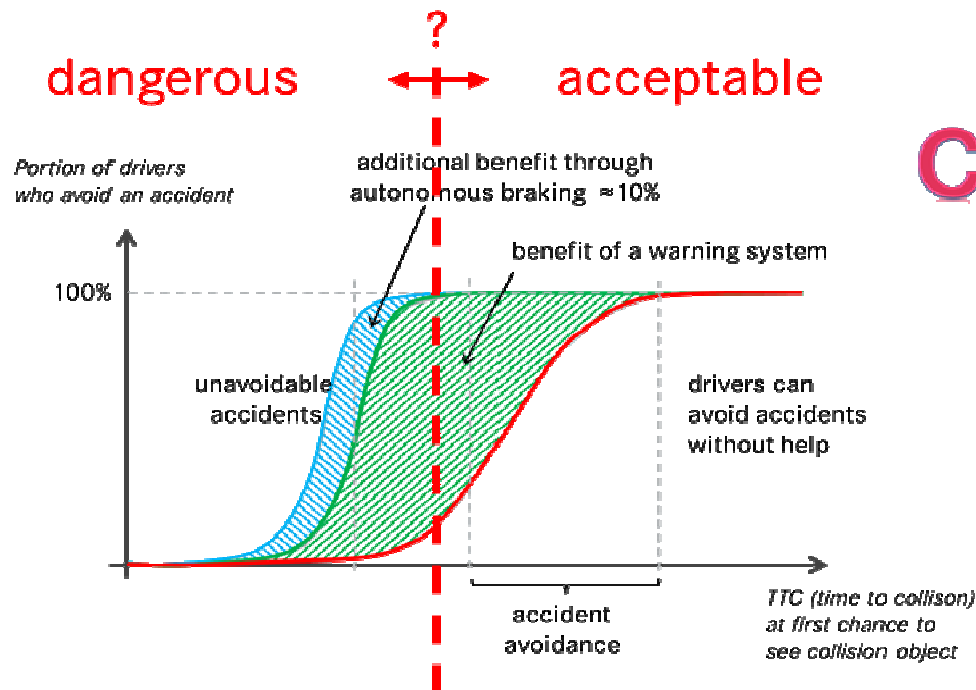 ?
dangerous
acceptable
Portion of drivers
who avoid an accident
additional benefit through
autonomous braking ≈10%
C
benefit of a warning system
100%
unavoidable
accidents
drivers can
avoid accidents
without help
accident
avoidance
TTC (time to collison)
at first chance to
see collision object